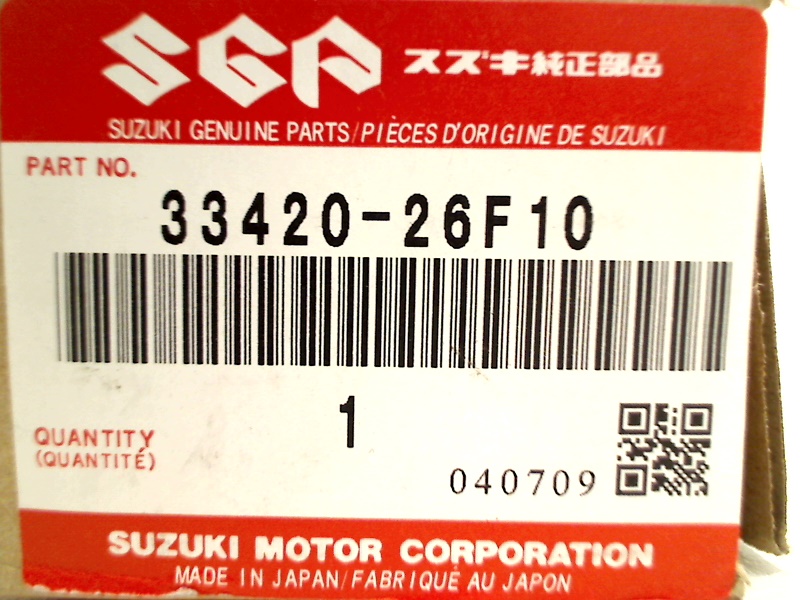 SGP スズキ純正部品
SUZUKI GENUINE PARTS/PIÈCES D'ORIGINE DE SUZUKI
PART NO.
33420-26F10
1
QUANTITY
(QUANTITÉ)
040709
SUZUKI MOTOR CORPORATION
MADE IN JAPAN/FABRIQUÉ AU JAPON